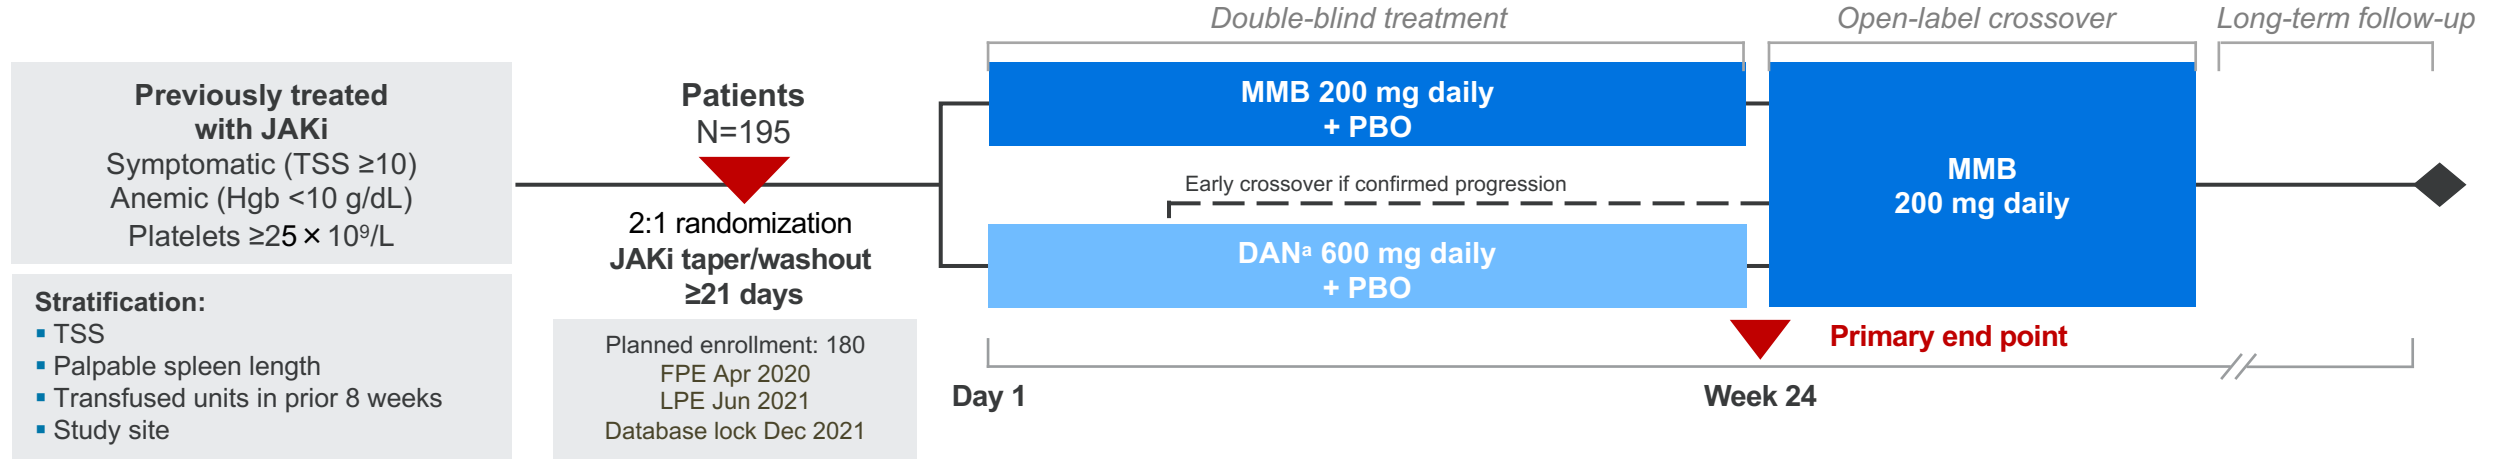 Double-blind treatment
Open-label crossover
Long-term follow-up
Previously treated
with JAKi
Symptomatic (TSS ≥10)
Anemic (Hgb <10 g/dL)
Platelets ≥25 × 10⁹/L
Stratification:
▪ TSS
▪ Palpable spleen length
▪ Transfused units in prior 8 weeks
▪ Study site
Patients
N=195
2:1 randomization
JAKi taper/washout
≥21 days
Planned enrollment: 180
FPE Apr 2020
LPE Jun 2021
Database lock Dec 2021
MMB 200 mg daily
+ PBO
Early crossover if confirmed progression
DANᵃ 600 mg daily
+ PBO
MMB
200 mg daily
Primary end point
Day 1
Week 24